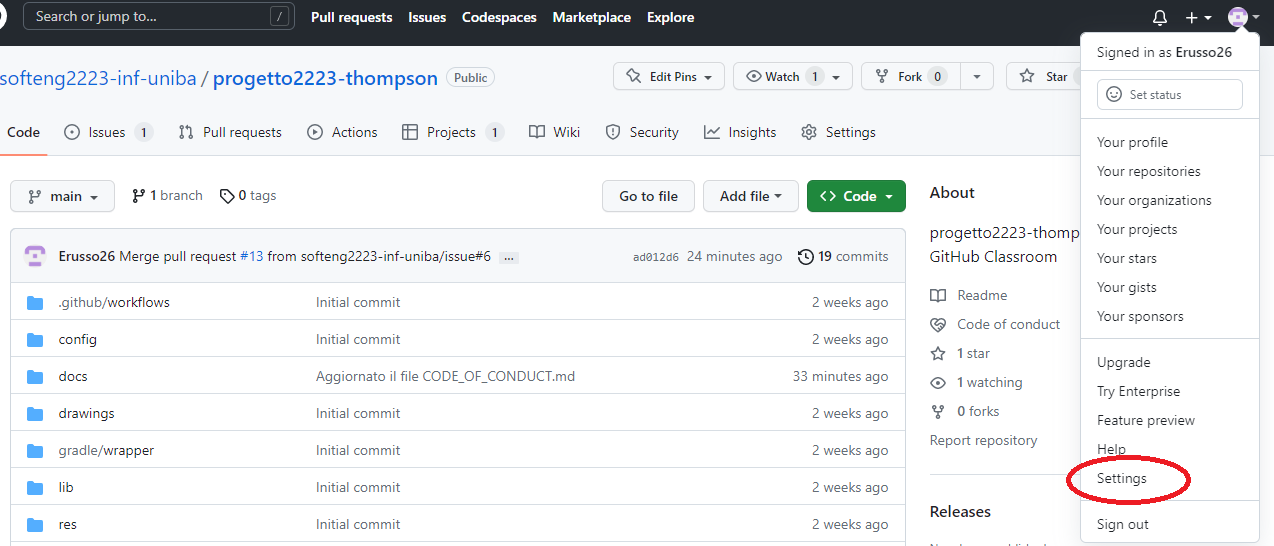 Search or jump to... /
Pull requests Issues Codespaces Marketplace Explore
softeng2223-inf-uniba / progetto2223-thompson Public
Edit Pins Watch 1 Fork 0 Star
Code Issues 1 Pull requests Actions Projects 1 Wiki Security Insights Settings
main 1 branch 0 tags Go to file Add file Code
Erusso26 Merge pull request #13 from softeng2223-inf-uniba/issue#6 ... ad012d6 24 minutes ago 19 commits
.github/workflows Initial commit 2 weeks ago
config Initial commit 2 weeks ago
docs Aggiornato il file CODE_OF_CONDUCT.md 33 minutes ago
drawings Initial commit 2 weeks ago
gradle/wrapper Initial commit 2 weeks ago
lib Initial commit 2 weeks ago
res Initial commit 2 weeks ago
About
progetto2223-thomp
GitHub Classroom
Readme
Code of conduct
1 star
1 watching
0 forks
Report repository
Releases
Signed in as Erusso26
Set status
Your profile
Your repositories
Your organizations
Your projects
Your stars
Your gists
Your sponsors
Upgrade
Try Enterprise
Feature preview
Help
Settings
Sign out